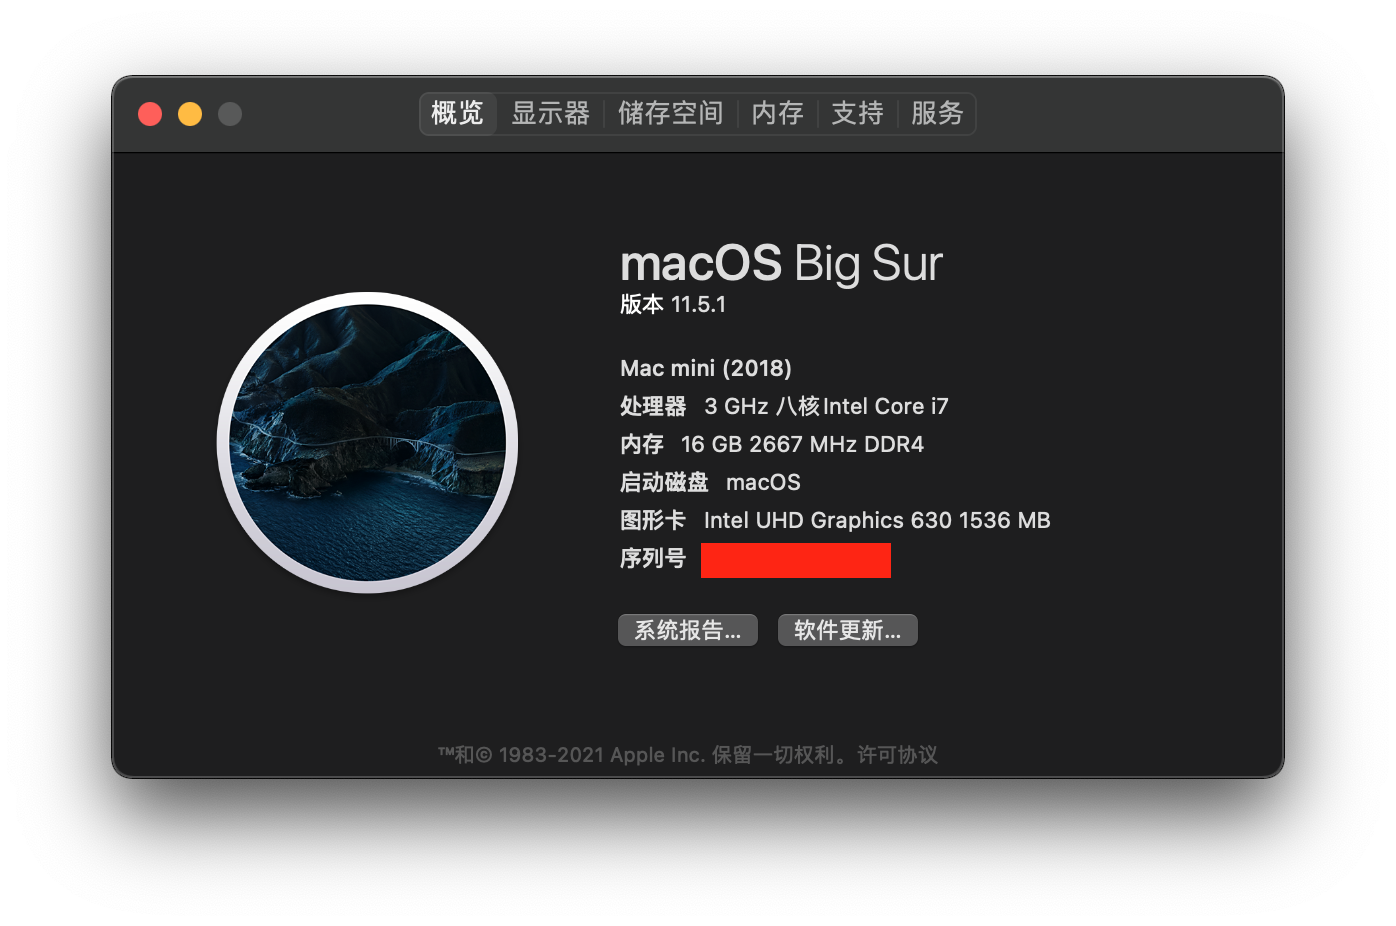 概览 显示器 储存空间 内存 支持 服务
macOS Big Sur
版本 11.5.1
Mac mini (2018)
处理器 3 GHz 八核Intel Core i7
内存 16 GB 2667 MHz DDR4
启动磁盘 macOS
图形卡 Intel UHD Graphics 630 1536 MB
序列号
系统报告... 软件更新...
™和© 1983-2021 Apple Inc. 保留一切权利。许可协议